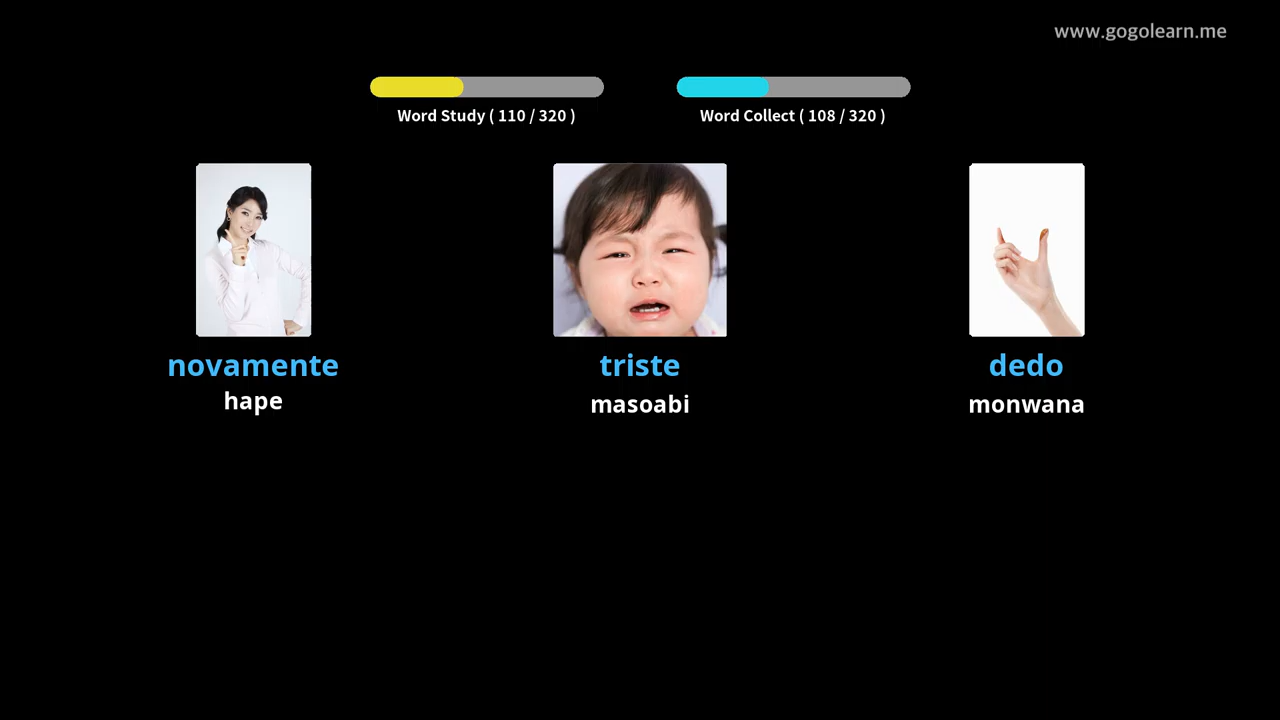 www.gogolearn.me
Word Study ( 110 / 320 )
Word Collect ( 108 / 320 )
novamente
hape
triste
masoabi
dedo
monwana